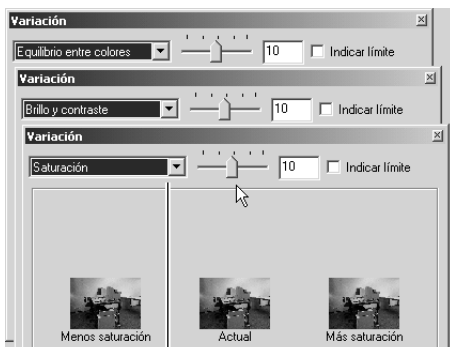 Variación
Equilibrio entre colores 10 Indicar límite
Variación
Brillo y contraste 10 Indicar límite
Variación
Saturación 10 Indicar límite
Menos saturación Actual Más saturación